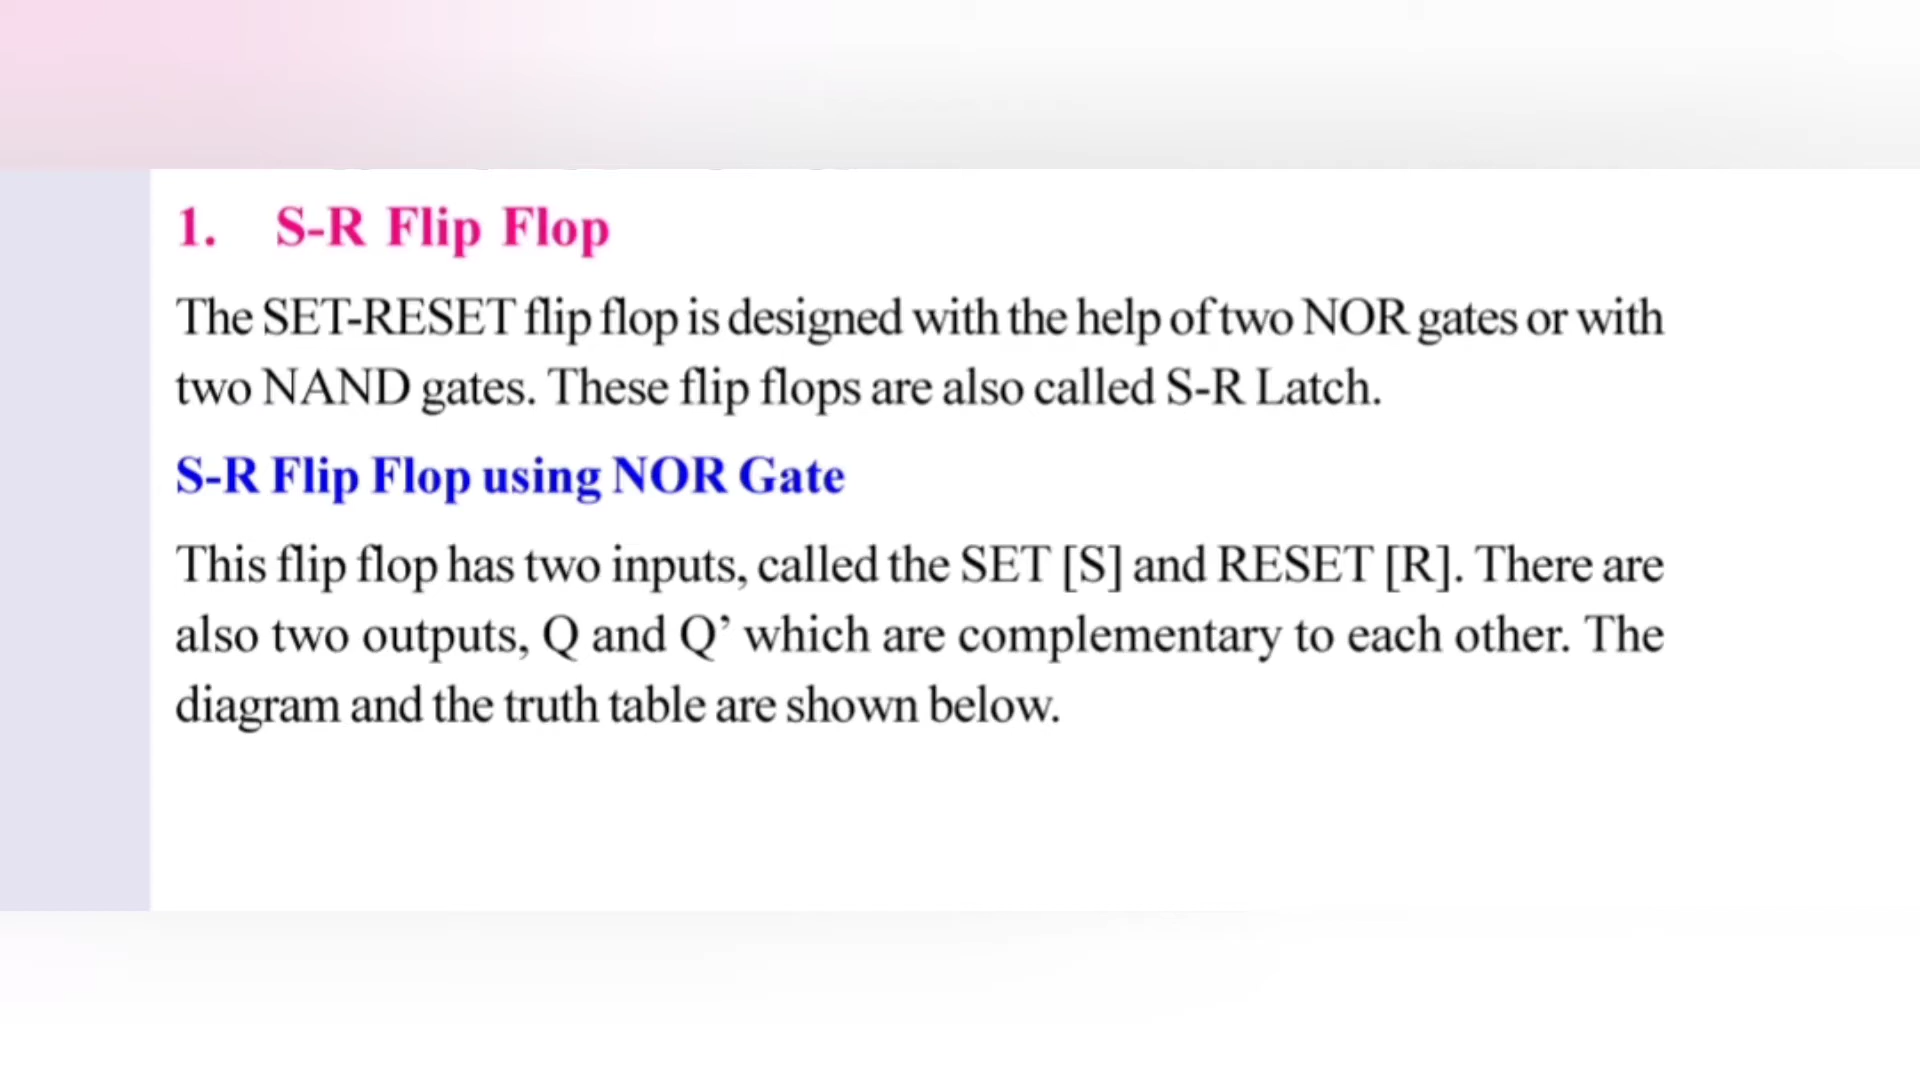 1. S-R Flip Flop
The SET-RESET flip flop is designed with the help of two NOR gates or with
two NAND gates. These flip flops are also called S-R Latch.
S-R Flip Flop using NOR Gate
This flip flop has two inputs, called the SET [S] and RESET [R]. There are
also two outputs, Q and Q’ which are complementary to each other. The
diagram and the truth table are shown below.